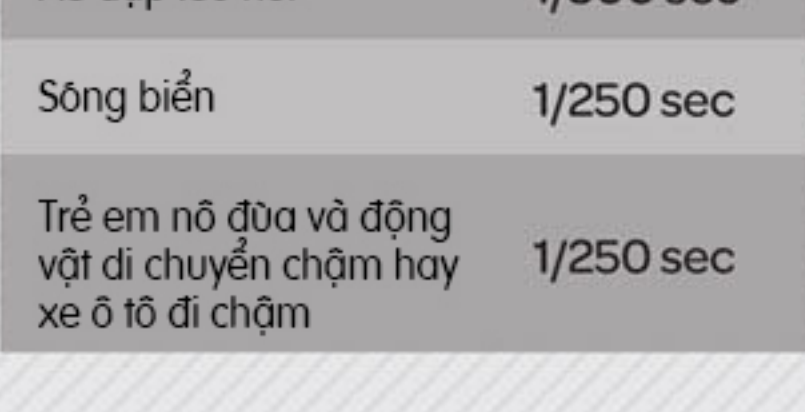 Sông biển 1/250 sec
Trẻ em nô đùa và động
vật di chuyển chậm hay 1/250 sec
xe ô tô đi chậm